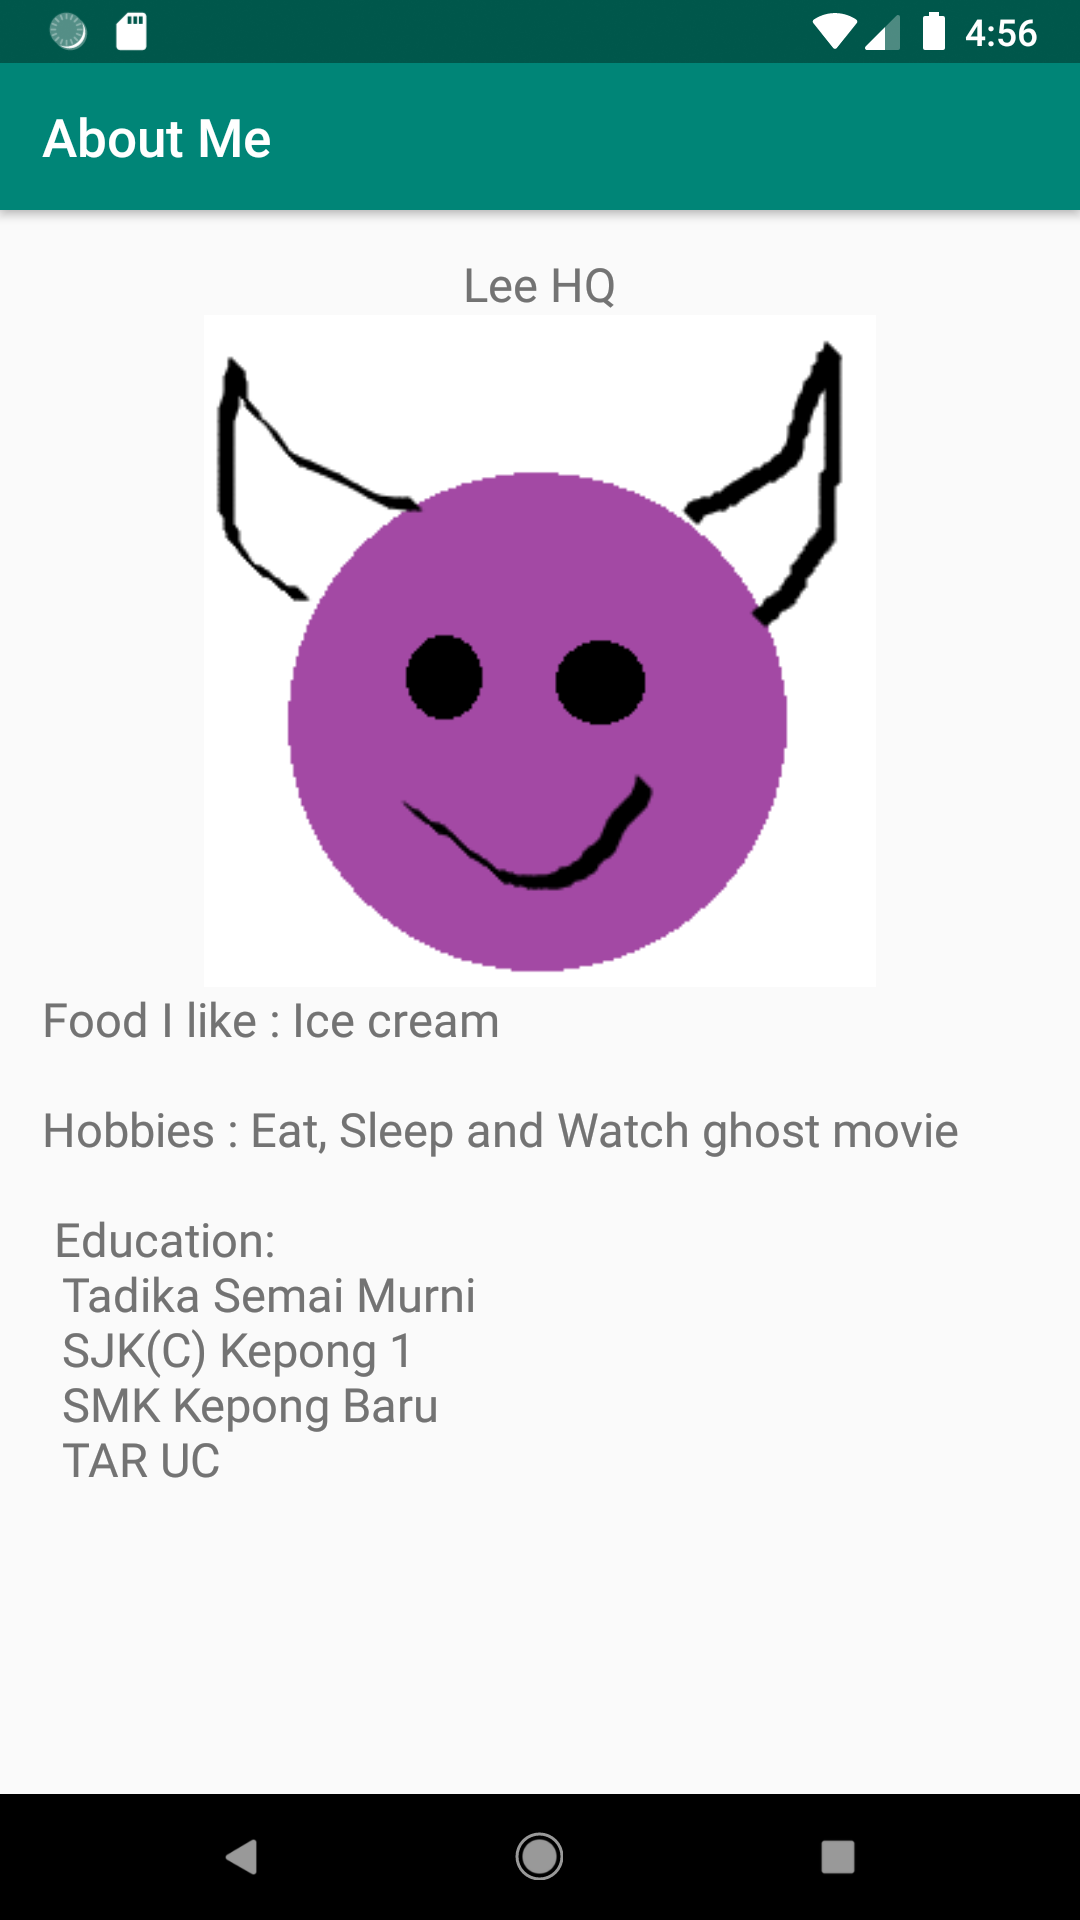 4:56
About Me
Lee HQ
Food I like : Ice cream
Hobbies : Eat, Sleep and Watch ghost movie
Education:
Tadika Semai Murni
SJK(C) Kepong 1
SMK Kepong Baru
TAR UC